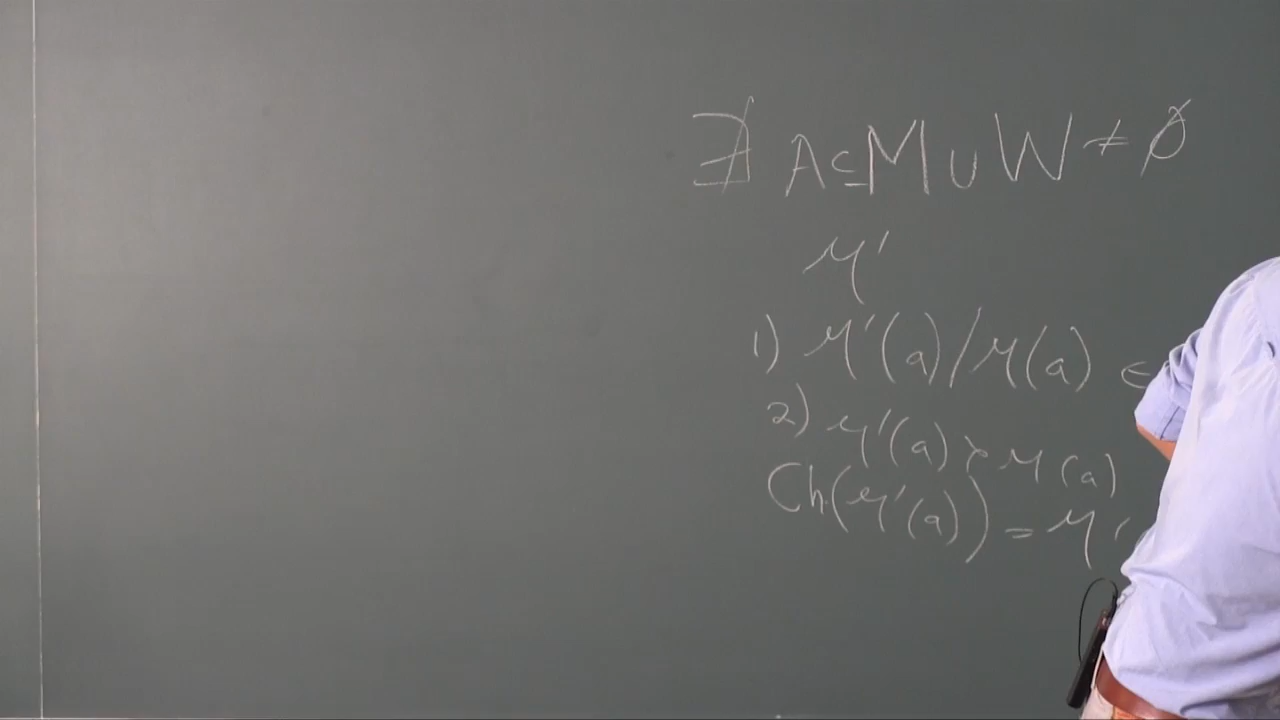 ∄ A ⊆ M ∪ W ≠ ∅
μ'
1) μ'(a)/μ(a) ∈
2) μ'(a) ≻ μ(a)
Ch(μ'(a)) = μ'